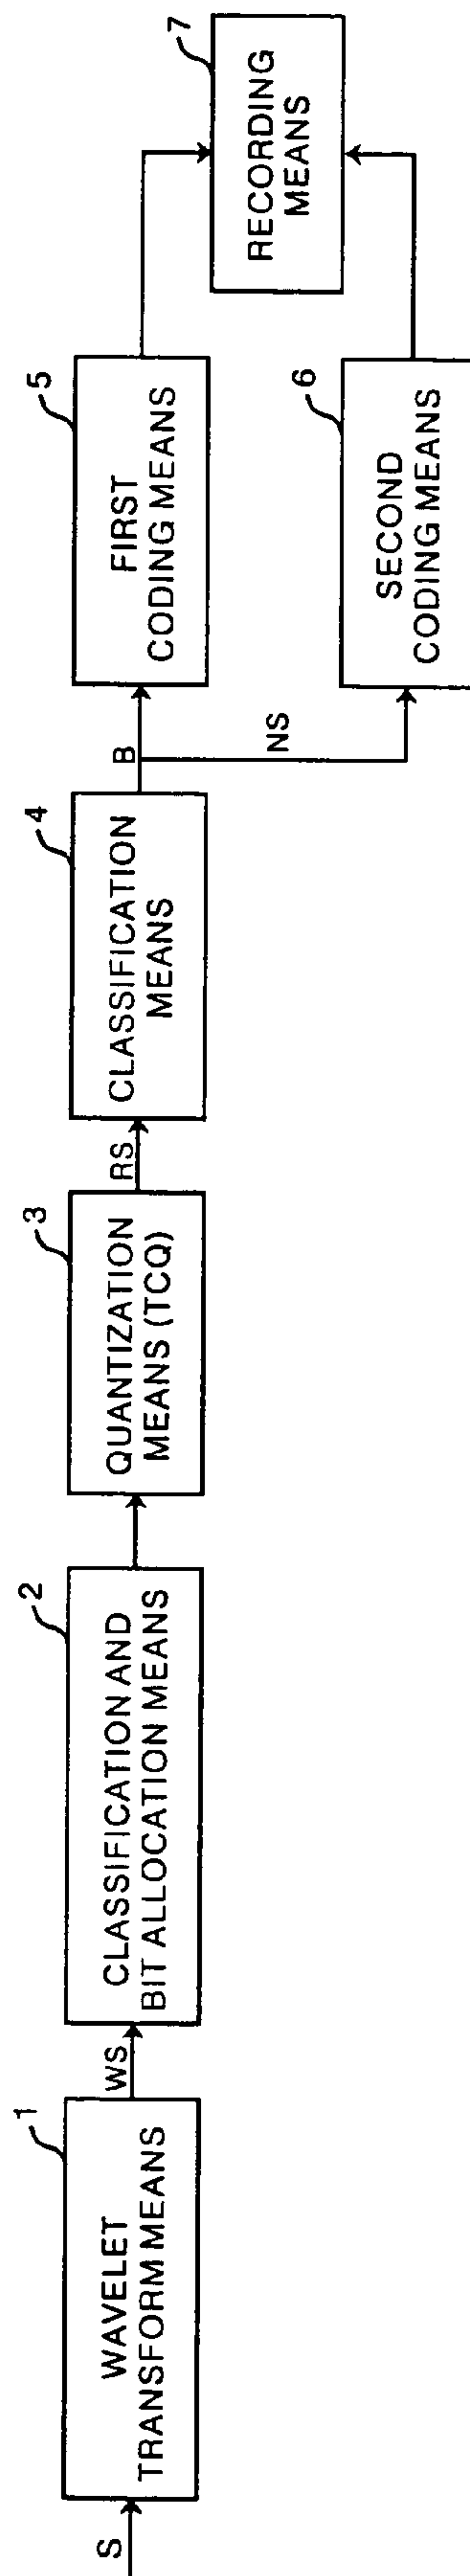 S
1
WAVELET
TRANSFORM MEANS
WS
2
CLASSIFICATION AND
BIT ALLOCATION MEANS
3
QUANTIZATION
MEANS (TCQ)
RS
4
CLASSIFICATION
MEANS
B
NS
5
FIRST
CODING MEANS
6
SECOND
CODING MEANS
7
RECORDING
MEANS